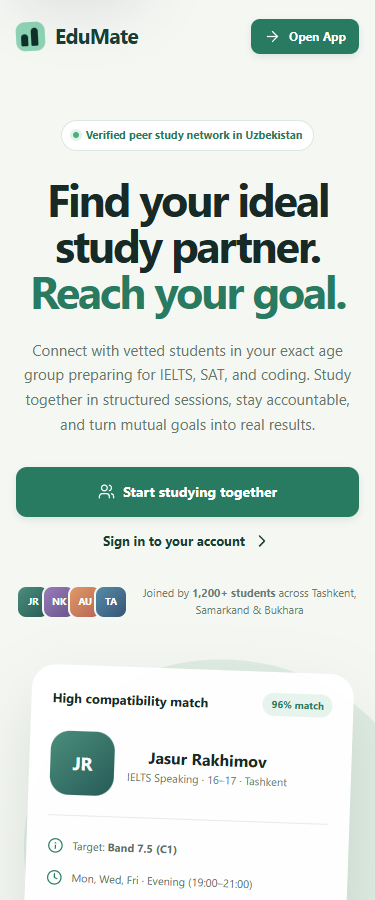 EduMate
Open App
Verified peer study network in Uzbekistan
Find your ideal
study partner.
Reach your goal.
Connect with vetted students in your exact age
group preparing for IELTS, SAT, and coding. Study
together in structured sessions, stay accountable,
and turn mutual goals into real results.
Start studying together
Sign in to your account
JR NK AU TA
Joined by 1,200+ students across Tashkent,
Samarkand & Bukhara
High compatibility match
96% match
JR
Jasur Rakhimov
IELTS Speaking · 16–17 · Tashkent
Target: Band 7.5 (C1)
Mon, Wed, Fri · Evening (19:00–21:00)